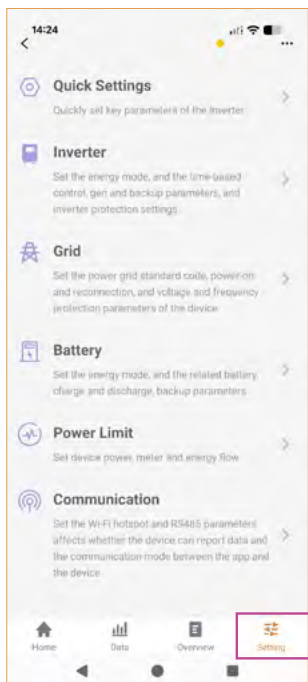 14:24
Quick Settings
Quickly set key parameters of the inverter
Inverter
Set the energy mode, and the time-based
control, gen and backup parameters, and
inverter protection settings
Grid
Set the power grid standard code, power-on
and reconnection, and voltage and frequency
protection parameters of the device
Battery
Set the energy mode, and the related battery
charge and discharge, backup parameters
Power Limit
Set device power, meter and energy flow
Communication
Set the Wi-Fi hotspot and RS485 parameters
affects whether the device can report data and
the communication mode between the app and
the device
Home Data Overview Setting